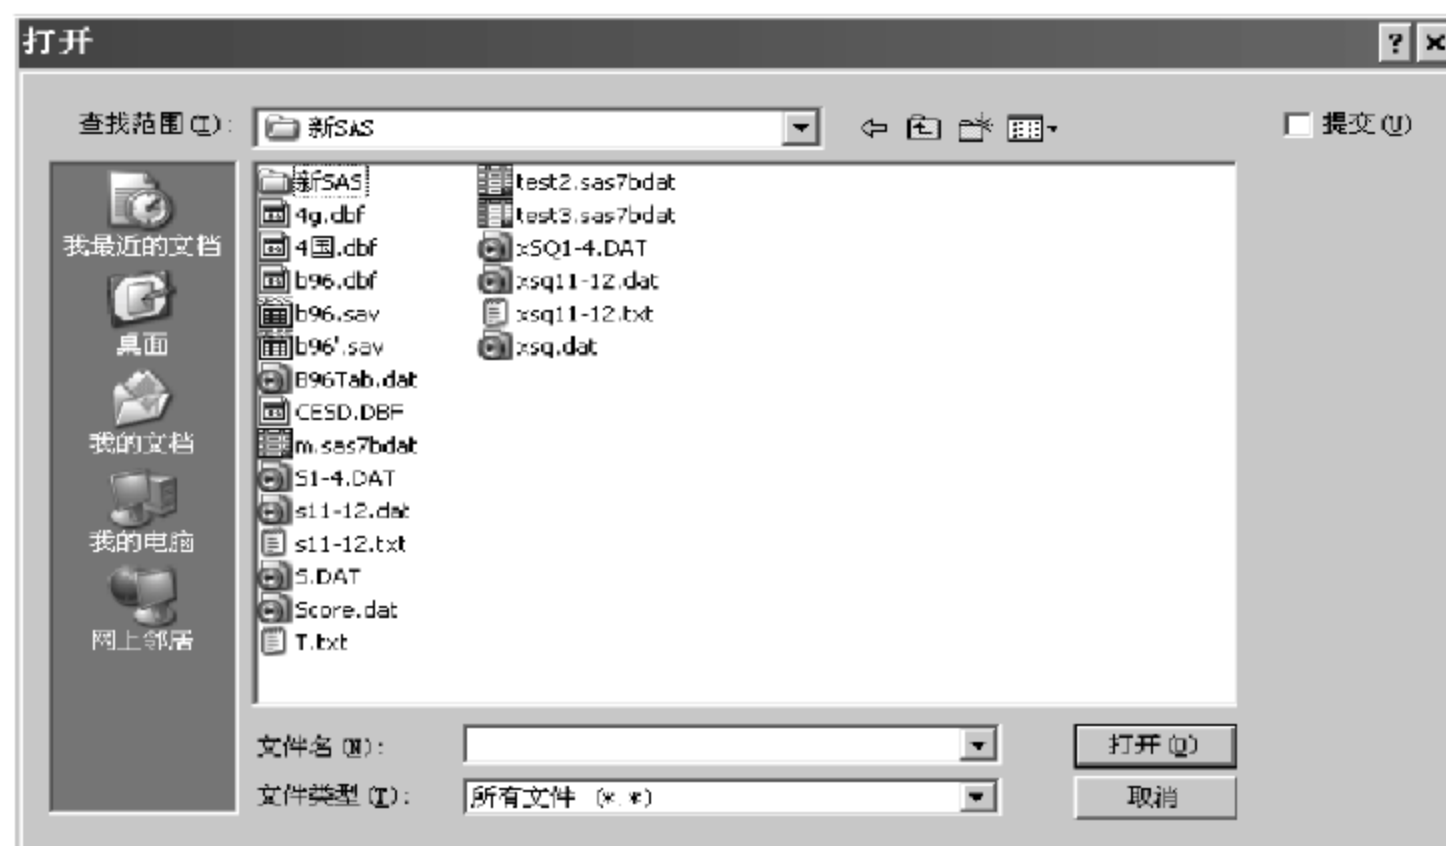 打开
查找范围(I):
新SAS
提交(U)
我最近的文档
桌面
我的文档
我的电脑
网上邻居
新SAS
4g.dbf
4国.dbf
b96.dbf
b96.sav
b96'.sav
B96Tab.dat
CESD.DBF
m.sas7bdat
S1-4.DAT
s11-12.dat
s11-12.txt
S.DAT
Score.dat
T.txt
test2.sas7bdat
test3.sas7bdat
xSQ1-4.DAT
xsq11-12.dat
xsq11-12.txt
xsq.dat
文件名(N):
打开(O)
文件类型(T):
所有文件 (*.*)
取消